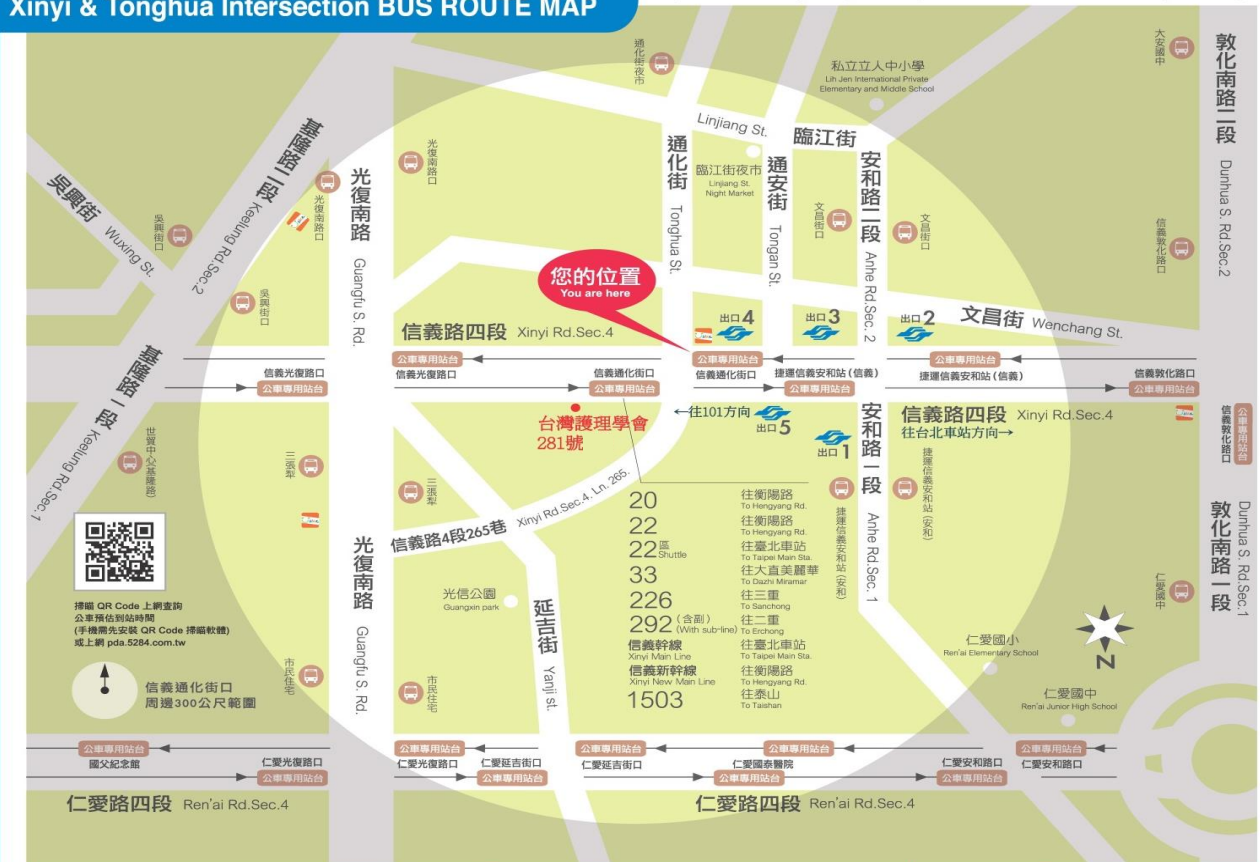 Xinyi & Tonghua Intersection BUS ROUTE MAP
通化街夜市
私立立人中小學
Lih Jen International Private
Elementary and Middle School
大安國中
敦化南路二段 Dunhua S. Rd.Sec.2
基隆路二段 Keelung Rd.Sec.2
光復南路口
光復南路口
光復南路 Guangfu S. Rd.
吳興街 Wuxing St.
吳興街口
吳興街口
Linjiang St. 臨江街
通化街 Tonghua St.
臨江街夜市
Linjiang St.
Night Market
通安街 Tongan St.
文昌街口
安和路二段 Anhe Rd.Sec. 2
文昌街口
信義敦化路口
您的位置
You are here
信義路四段 Xinyi Rd.Sec.4
出口4
出口3
出口2
文昌街 Wenchang St.
公車專用站台
公車專用站台
公車專用站台
信義光復路口
信義光復路口
信義通化街口
信義通化街口
捷運信義安和站(信義)
捷運信義安和站(信義)
信義敦化路口
公車專用站台
公車專用站台
公車專用站台
公車專用站台
基隆路一段 Keelung Rd.Sec.1
世貿中心(基隆路)
三張犁
三張犁
台灣護理學會
281號
←往101方向
出口5
出口1
安和路一段 Anhe Rd.Sec. 1
信義路四段 Xinyi Rd.Sec.4
往台北車站方向→
公車專用站台
信義敦化路口
捷運信義安和站(安和)
捷運信義安和站(安和)
信義路4段265巷 Xinyi Rd.Sec.4. Ln. 265.
20 往衡陽路
To Hengyang Rd.
22 往衡陽路
To Hengyang Rd.
22區 往臺北車站
Shuttle To Taipei Main Sta.
33 往大直美麗華
To Dazhi Miramar
226 往三重
To Sanchong
292(含副) 往二重
(With sub-line) To Erchong
信義幹線 往臺北車站
Xinyi Main Line To Taipei Main Sta.
信義新幹線 往衡陽路
Xinyi New Main Line To Hengyang Rd.
1503 往泰山
To Taishan
敦化南路一段 Dunhua S. Rd.Sec.1
仁愛國中
掃瞄 QR Code 上網查詢
公車預估到站時間
(手機需先安裝 QR Code 掃瞄軟體)
或上網 pda.5284.com.tw
光復南路 Guangfu S. Rd.
光信公園
Guangxin park
延吉街 Yanji st.
仁愛國小
Ren'ai Elementary School
N
仁愛國中
Ren'ai Junior High School
信義通化街口
周邊300公尺範圍
市民住宅
市民住宅
公車專用站台
公車專用站台
公車專用站台
公車專用站台
公車專用站台
國父紀念館
仁愛光復路口
仁愛光復路口
仁愛延吉街口
仁愛延吉街口
仁愛國泰醫院
仁愛安和路口
仁愛安和路口
公車專用站台
公車專用站台
公車專用站台
公車專用站台
仁愛路四段 Ren'ai Rd.Sec.4
仁愛路四段 Ren'ai Rd.Sec.4